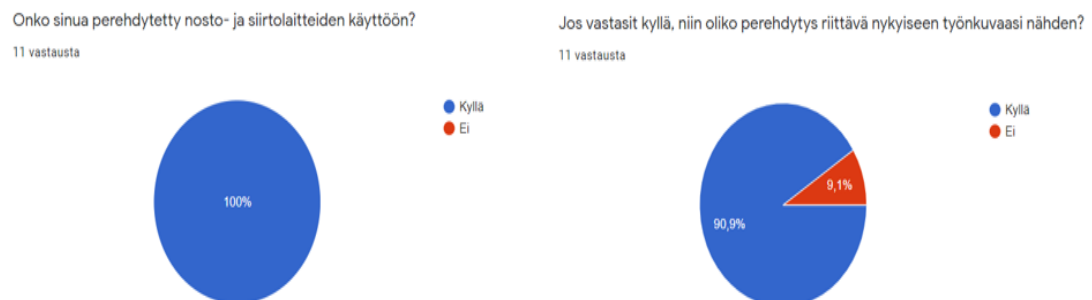 Onko sinua perehdytetty nosto- ja siirtolaitteiden käyttöön?
11 vastausta
Kyllä
Ei
100%
Jos vastasit kyllä, niin oliko perehdytys riittävä nykyiseen työnkuvaasi nähden?
11 vastausta
Kyllä
Ei
9,1%
90,9%